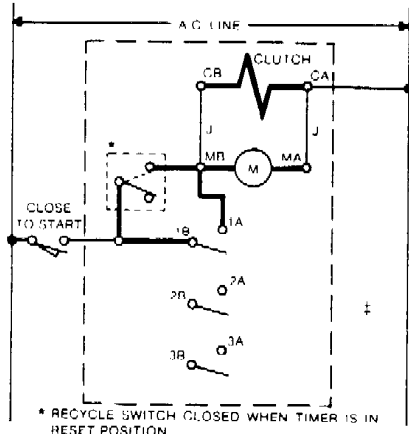 A.C. LINE
CLUTCH
CB
CA
J
J
*
MB
M
MA
CLOSE
TO START
1A
1B
2A
2B
‡
3A
3B
* RECYCLE SWITCH CLOSED WHEN TIMER IS IN
RESET POSITION